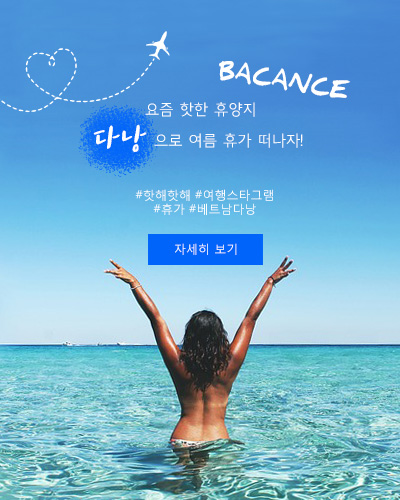 BACANCE
요즘 핫한 휴양지
다낭 으로 여름 휴가 떠나자!
#핫해핫해 #여행스타그램
#휴가 #베트남다낭
자세히 보기